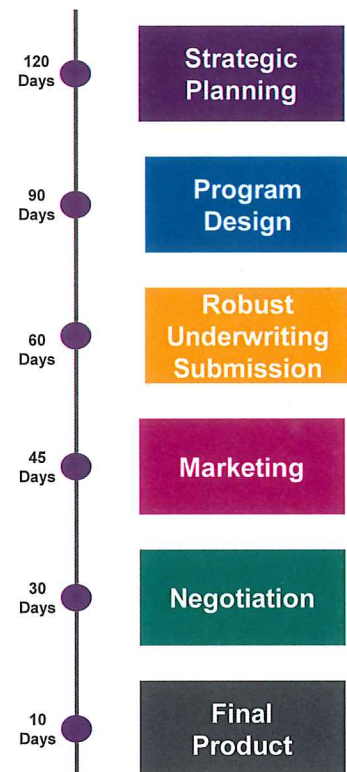 120
Days
Strategic
Planning
90
Days
Program
Design
60
Days
Robust
Underwriting
Submission
45
Days
Marketing
30
Days
Negotiation
10
Days
Final
Product